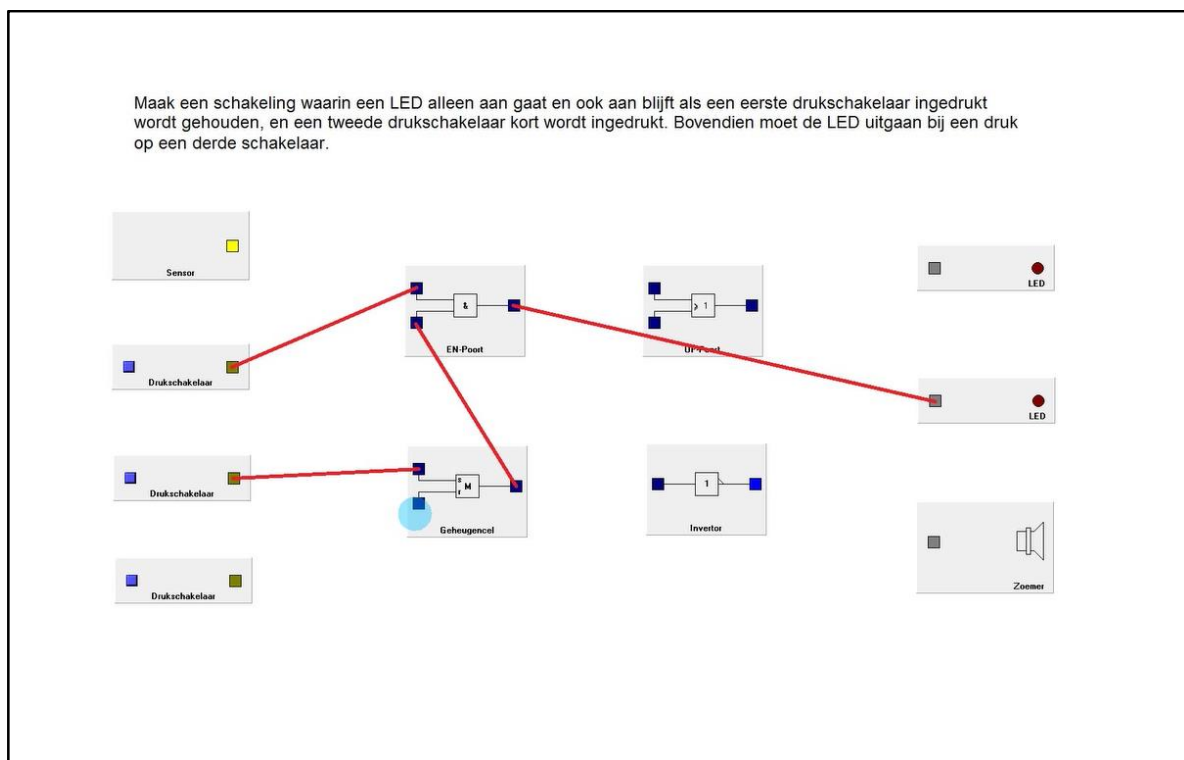 Maak een schakeling waarin een LED alleen aan gaat en ook aan blijft als een eerste drukschakelaar ingedrukt
wordt gehouden, en een tweede drukschakelaar kort wordt ingedrukt. Bovendien moet de LED uitgaan bij een druk
op een derde schakelaar.
Sensor
LED
&
EN-Poort
> 1
OF-Poort
Drukschakelaar
LED
Drukschakelaar
s
r
M
Geheugencel
1
Invertor
Drukschakelaar
Zoemer